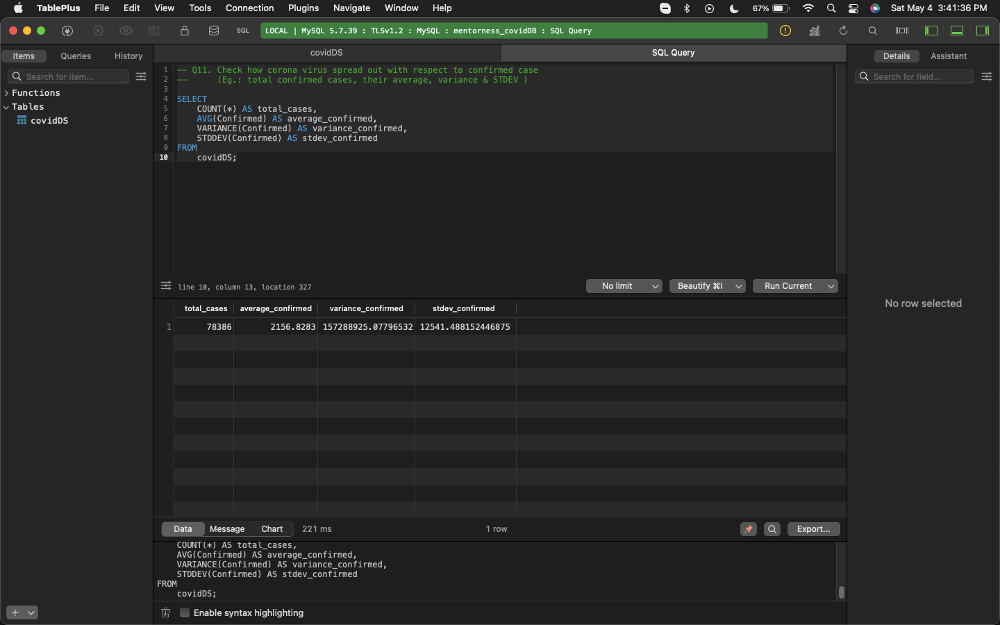 TablePlus File Edit View Tools Connection Plugins Navigate Window Help 67% Sat May 4 3:41:36 PM
SQL LOCAL | MySQL 5.7.39 : TLSv1.2 : MySQL : mentorness_covidDB : SQL Query
Items Queries History
Search for item...
Functions
Tables
covidDS
covidDS SQL Query
1 -- Q11. Check how corona virus spread out with respect to confirmed case
2 -- (Eg.: total confirmed cases, their average, variance & STDEV )
3
4 SELECT
5 COUNT(*) AS total_cases,
6 AVG(Confirmed) AS average_confirmed,
7 VARIANCE(Confirmed) AS variance_confirmed,
8 STDDEV(Confirmed) AS stdev_confirmed
9 FROM
10 covidDS;
line 10, column 13, location 327 No limit Beautify ⌘I Run Current
total_cases average_confirmed variance_confirmed stdev_confirmed
1 78386 2156.8283 157288925.07796532 12541.488152446875
Data Message Chart 221 ms 1 row Export...
COUNT(*) AS total_cases,
AVG(Confirmed) AS average_confirmed,
VARIANCE(Confirmed) AS variance_confirmed,
STDDEV(Confirmed) AS stdev_confirmed
FROM
covidDS;
Enable syntax highlighting
Details Assistant
Search for field...
No row selected